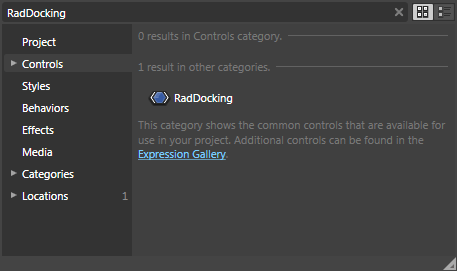 RadDocking
Project
Controls
Styles
Behaviors
Effects
Media
Categories
Locations 1
0 results in Controls category.
1 result in other categories.
RadDocking
This category shows the common controls that are available for
use in your project. Additional controls can be found in the
Expression Gallery.